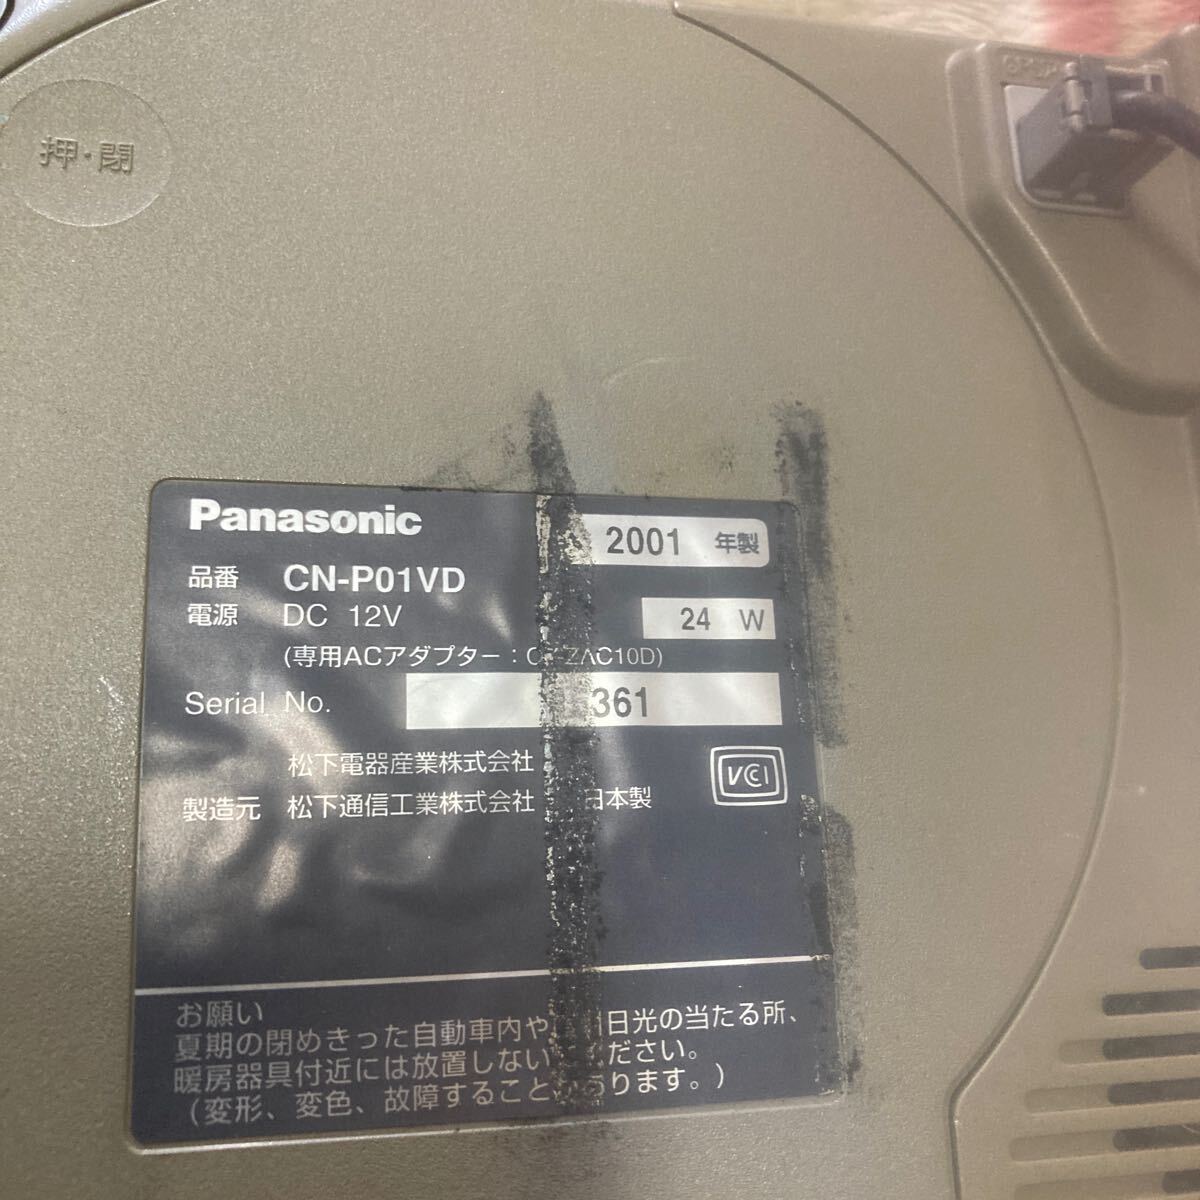 押・閉
Panasonic
2001 年製
品番 CN-P01VD
電源 DC 12V 24 W
(専用ACアダプター：C ZAC10D)
Serial No. 361
松下電器産業株式会社
製造元 松下通信工業株式会社 日本製
VCCI
お願い
夏期の閉めきった自動車内や 日光の当たる所、
暖房器具付近には放置しない ください。
(変形、変色、故障すること ります。)